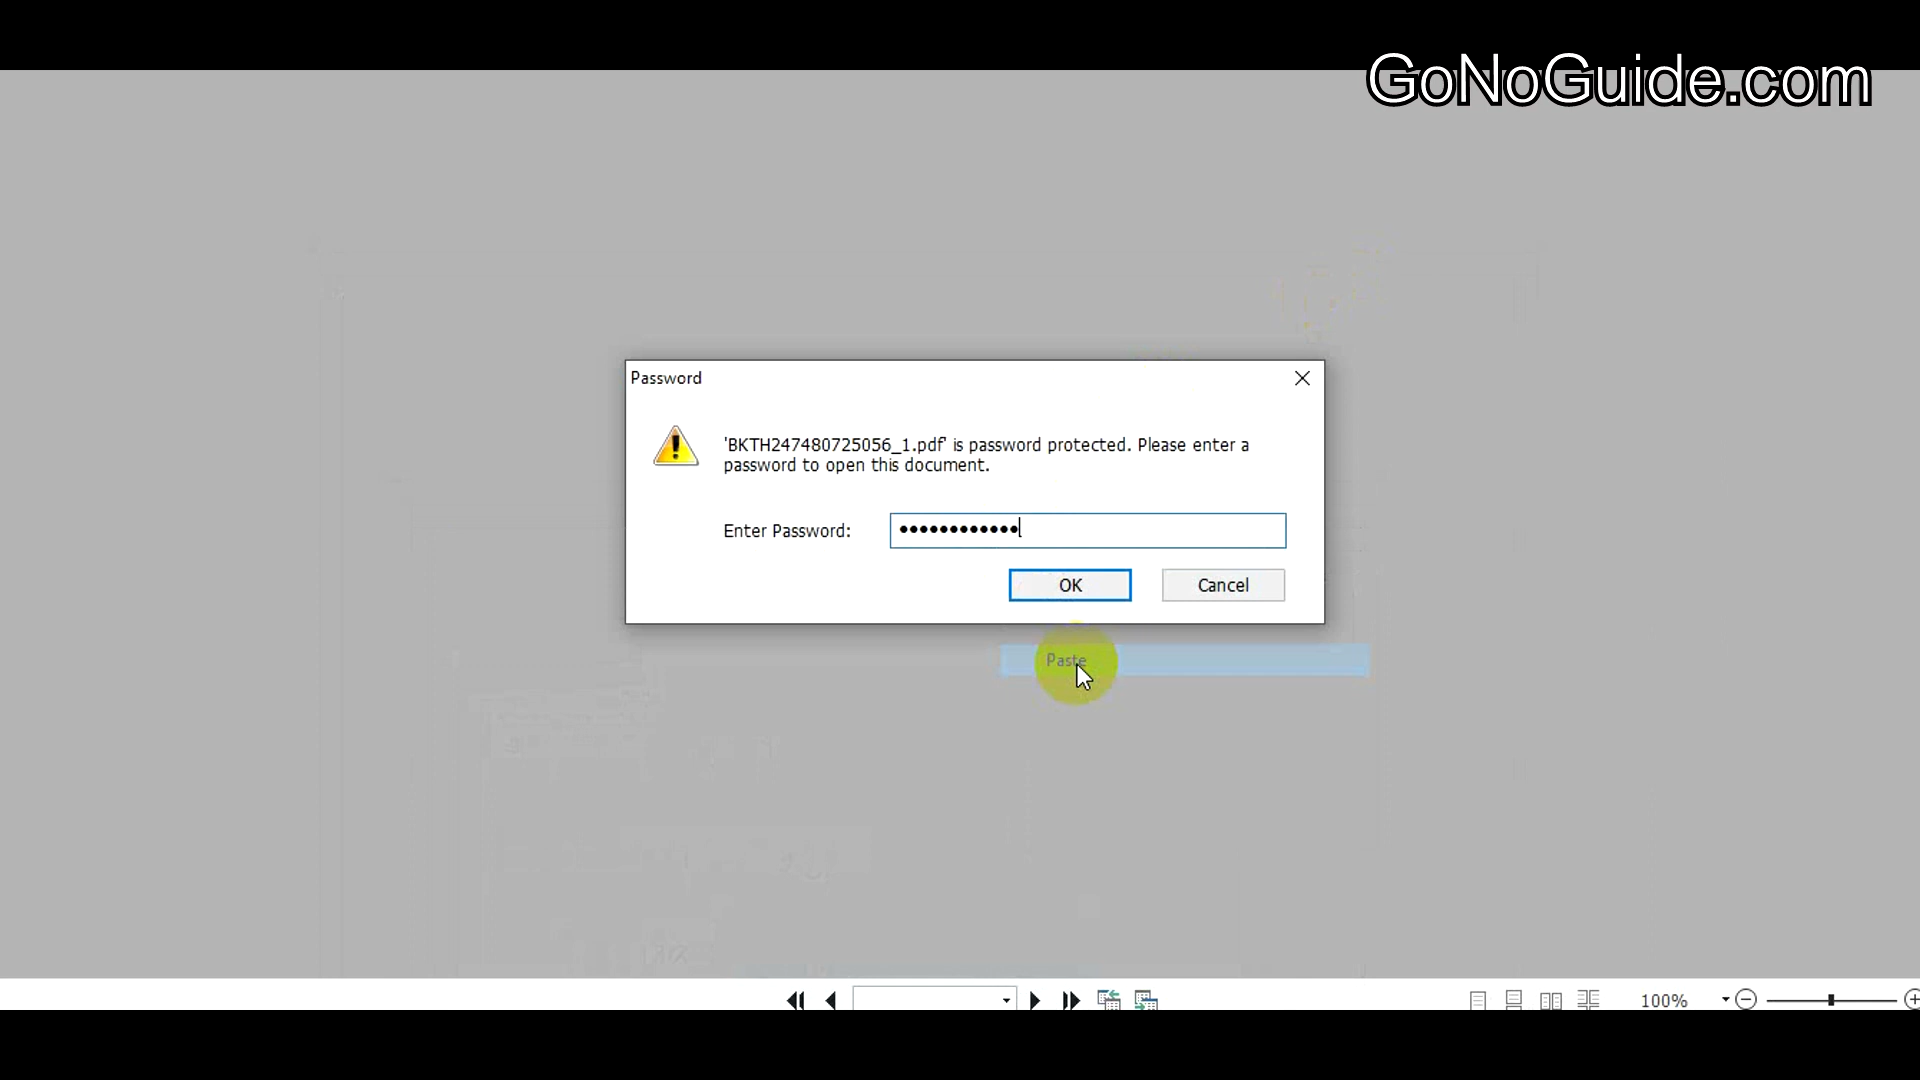 GoNoGuide.com
Password
'BKTH247480725056_1.pdf' is password protected. Please enter a
password to open this document.
Enter Password: ••••••••••••
OK Cancel
Paste
100%